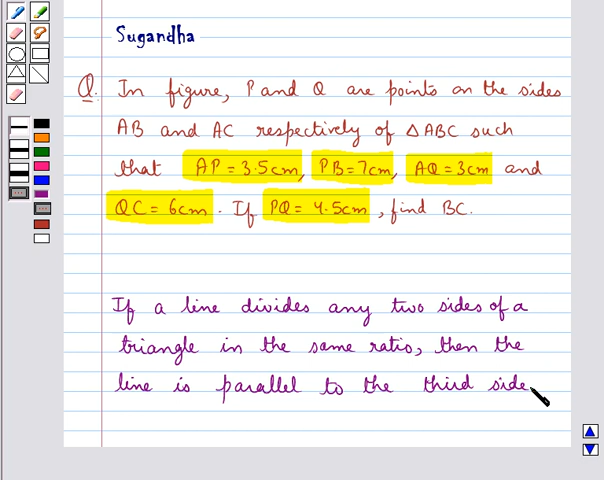 Sugandha
Q. In figure, P and Q are points on the sides
AB and AC respectively of △ABC such
that AP = 3.5cm, PB = 7cm, AQ = 3cm and
QC = 6cm. If PQ = 4.5cm, find BC.
If a line divides any two sides of a
triangle in the same ratio, then the
line is parallel to the third side